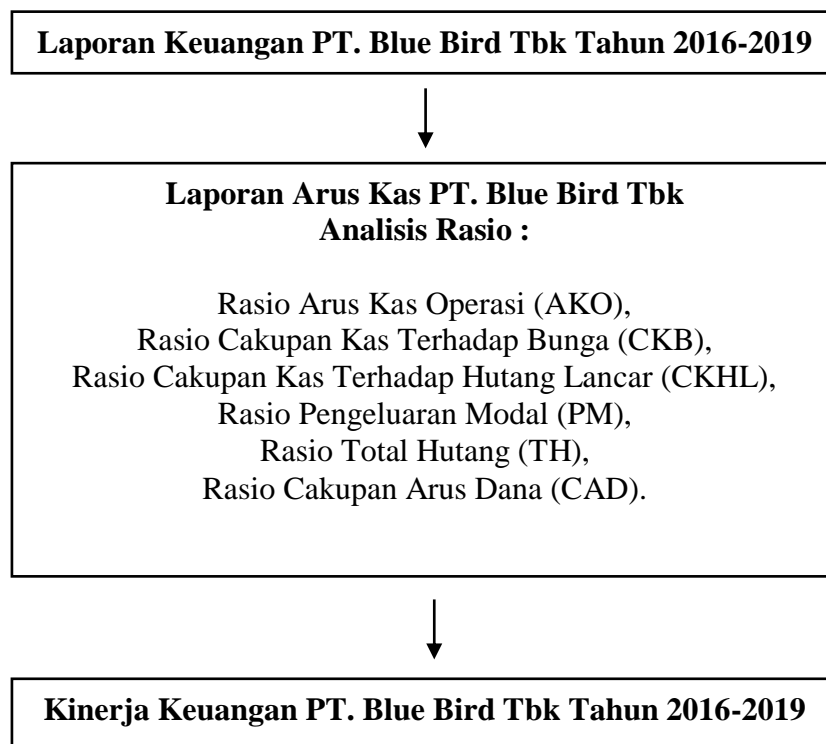 Laporan Keuangan PT. Blue Bird Tbk Tahun 2016-2019
Laporan Arus Kas PT. Blue Bird Tbk
Analisis Rasio :
Rasio Arus Kas Operasi (AKO),
Rasio Cakupan Kas Terhadap Bunga (CKB),
Rasio Cakupan Kas Terhadap Hutang Lancar (CKHL),
Rasio Pengeluaran Modal (PM),
Rasio Total Hutang (TH),
Rasio Cakupan Arus Dana (CAD).
Kinerja Keuangan PT. Blue Bird Tbk Tahun 2016-2019